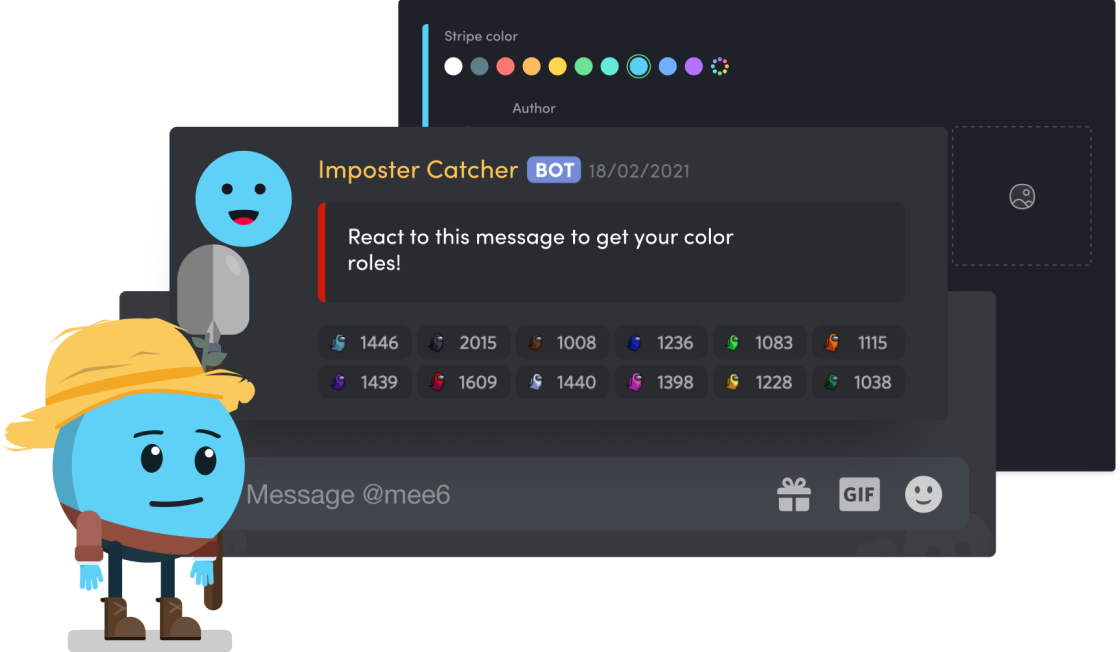 Stripe color
Author
Imposter Catcher BOT 18/02/2021
React to this message to get your color
roles!
1446 2015 1008 1236 1083 1115
1439 1609 1440 1398 1228 1038
Message @mee6
GIF